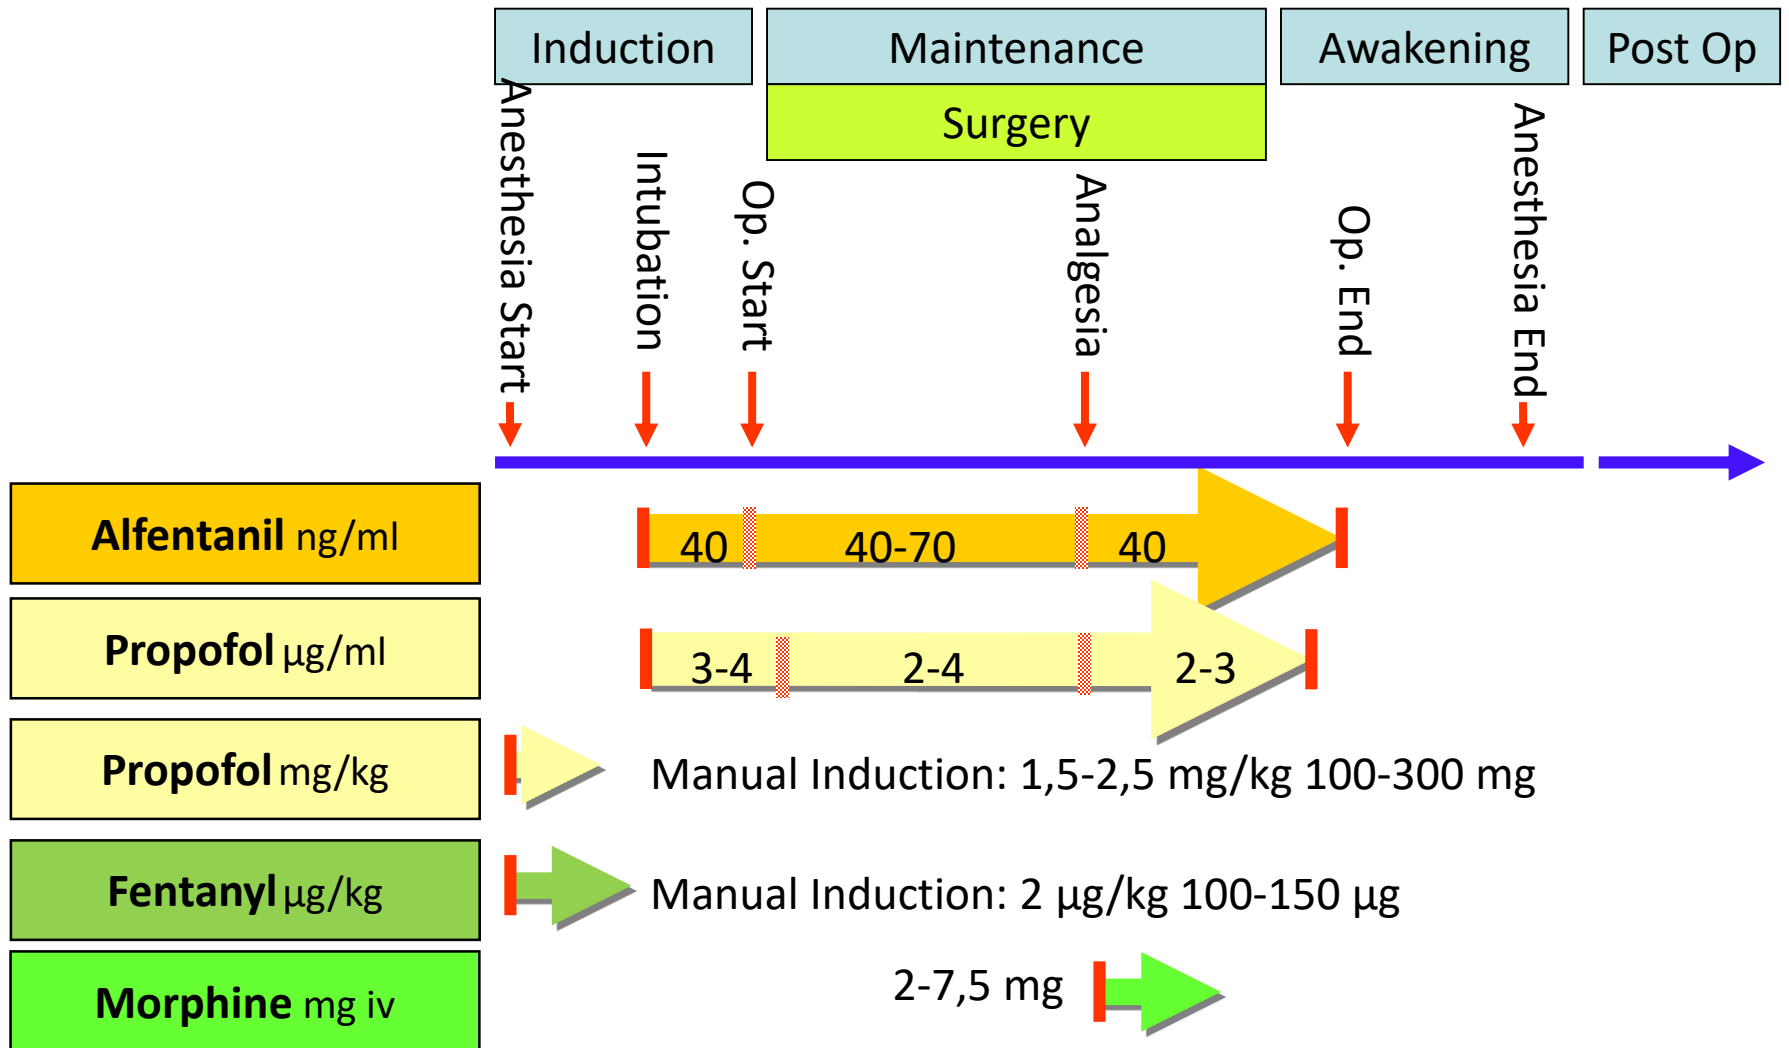 Induction
Maintenance
Awakening
Post Op
Surgery
Anesthesia Start
Intubation
Op. Start
Analgesia
Op. End
Anesthesia End
Alfentanil ng/ml
40
40-70
40
Propofol µg/ml
3-4
2-4
2-3
Propofol mg/kg
Manual Induction: 1,5-2,5 mg/kg 100-300 mg
Fentanyl µg/kg
Manual Induction: 2 µg/kg 100-150 µg
Morphine mg iv
2-7,5 mg